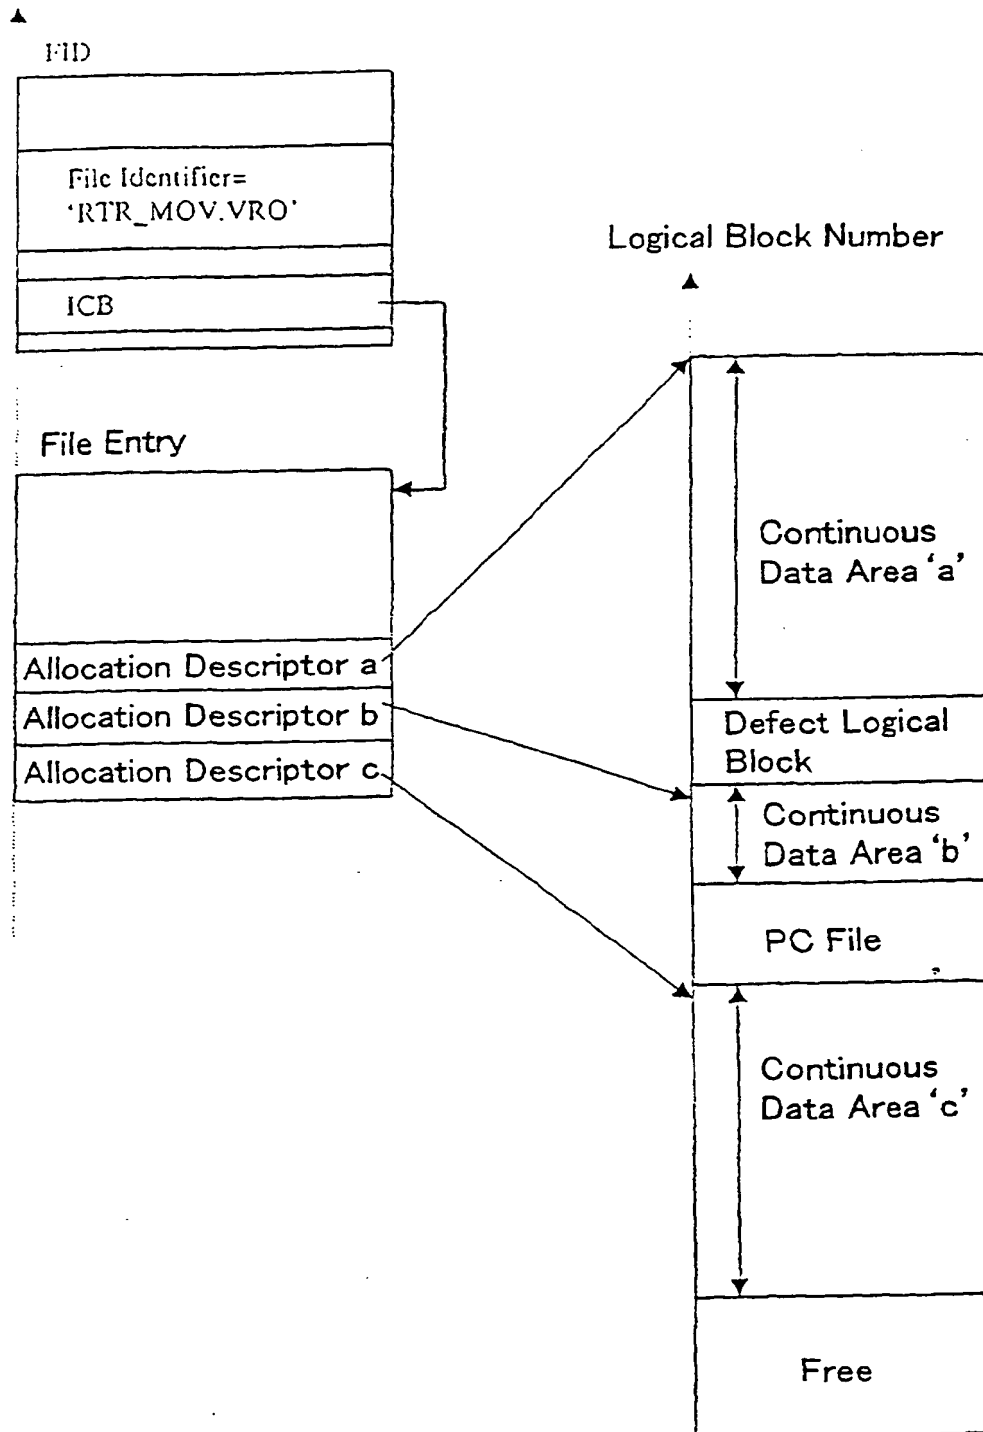 FID
File Identifier=
‘RTR_MOV.VRO’
ICB
File Entry
Allocation Descriptor a
Allocation Descriptor b
Allocation Descriptor c
Logical Block Number
Continuous
Data Area ‘a’
Defect Logical
Block
Continuous
Data Area ‘b’
PC File
Continuous
Data Area ‘c’
Free